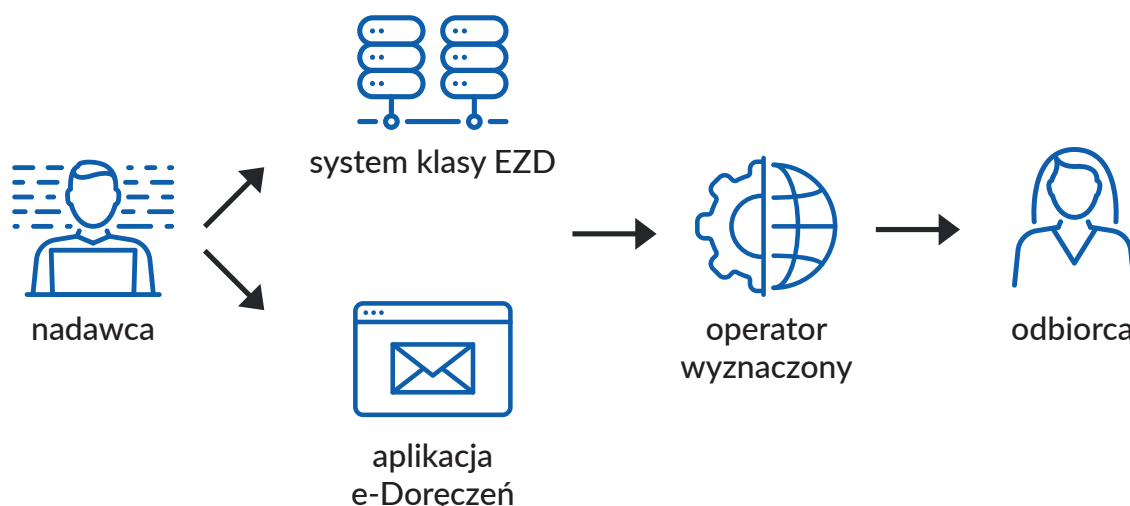 system klasy EZD
nadawca
operator
wyznaczony
odbiorca
aplikacja
e-Doręczeń